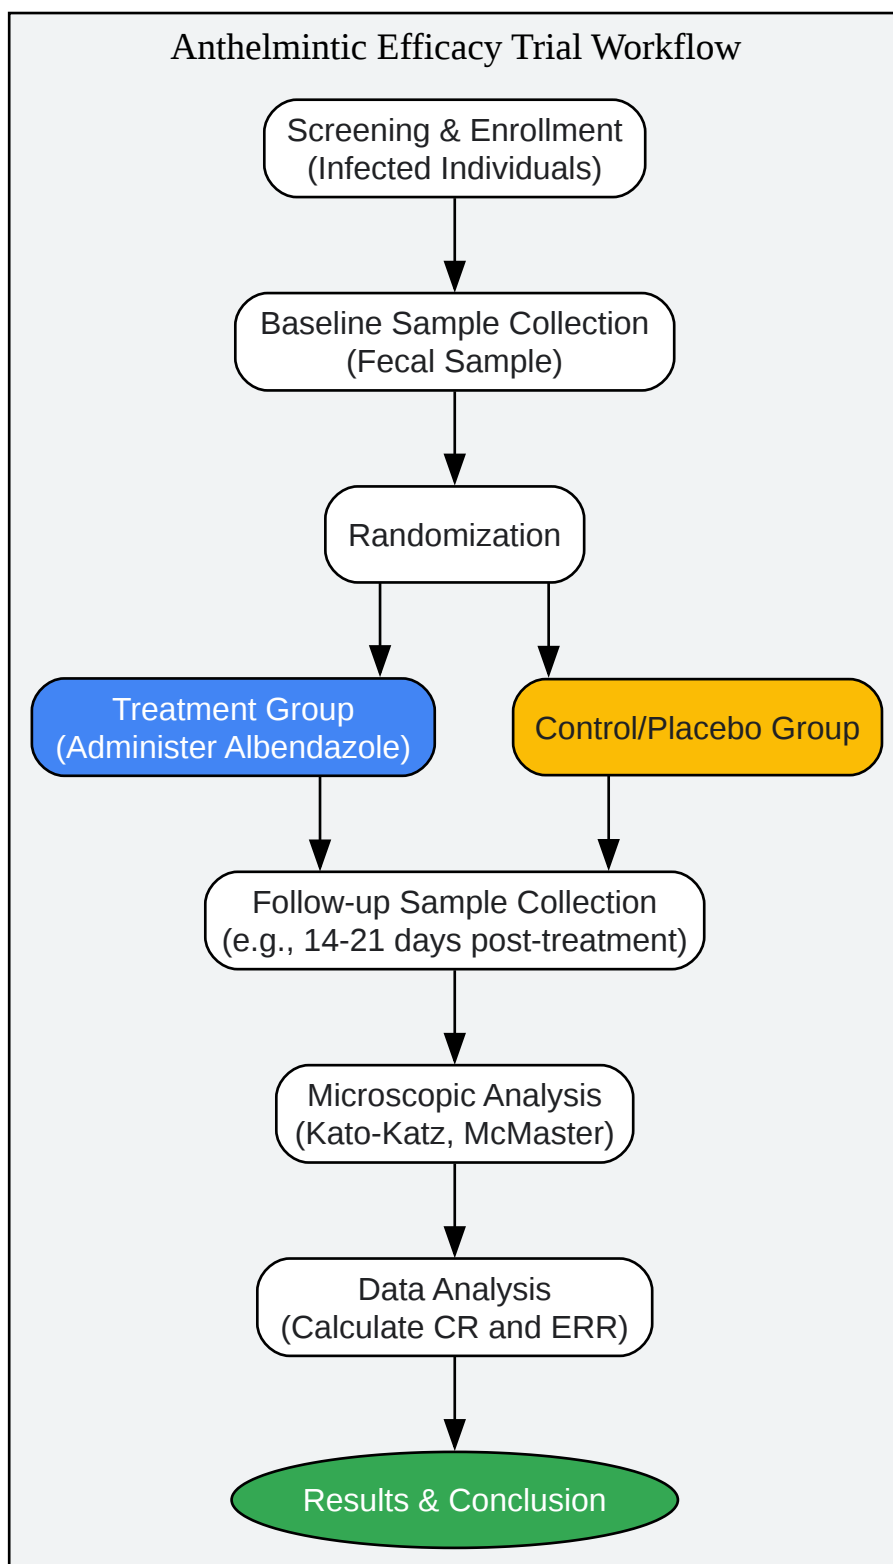 Anthelmintic Efficacy Trial Workflow
Screening & Enrollment
(Infected Individuals)
Baseline Sample Collection
(Fecal Sample)
Randomization
Treatment Group
(Administer Albendazole)
Control/Placebo Group
Follow-up Sample Collection
(e.g., 14-21 days post-treatment)
Microscopic Analysis
(Kato-Katz, McMaster)
Data Analysis
(Calculate CR and ERR)
Results & Conclusion